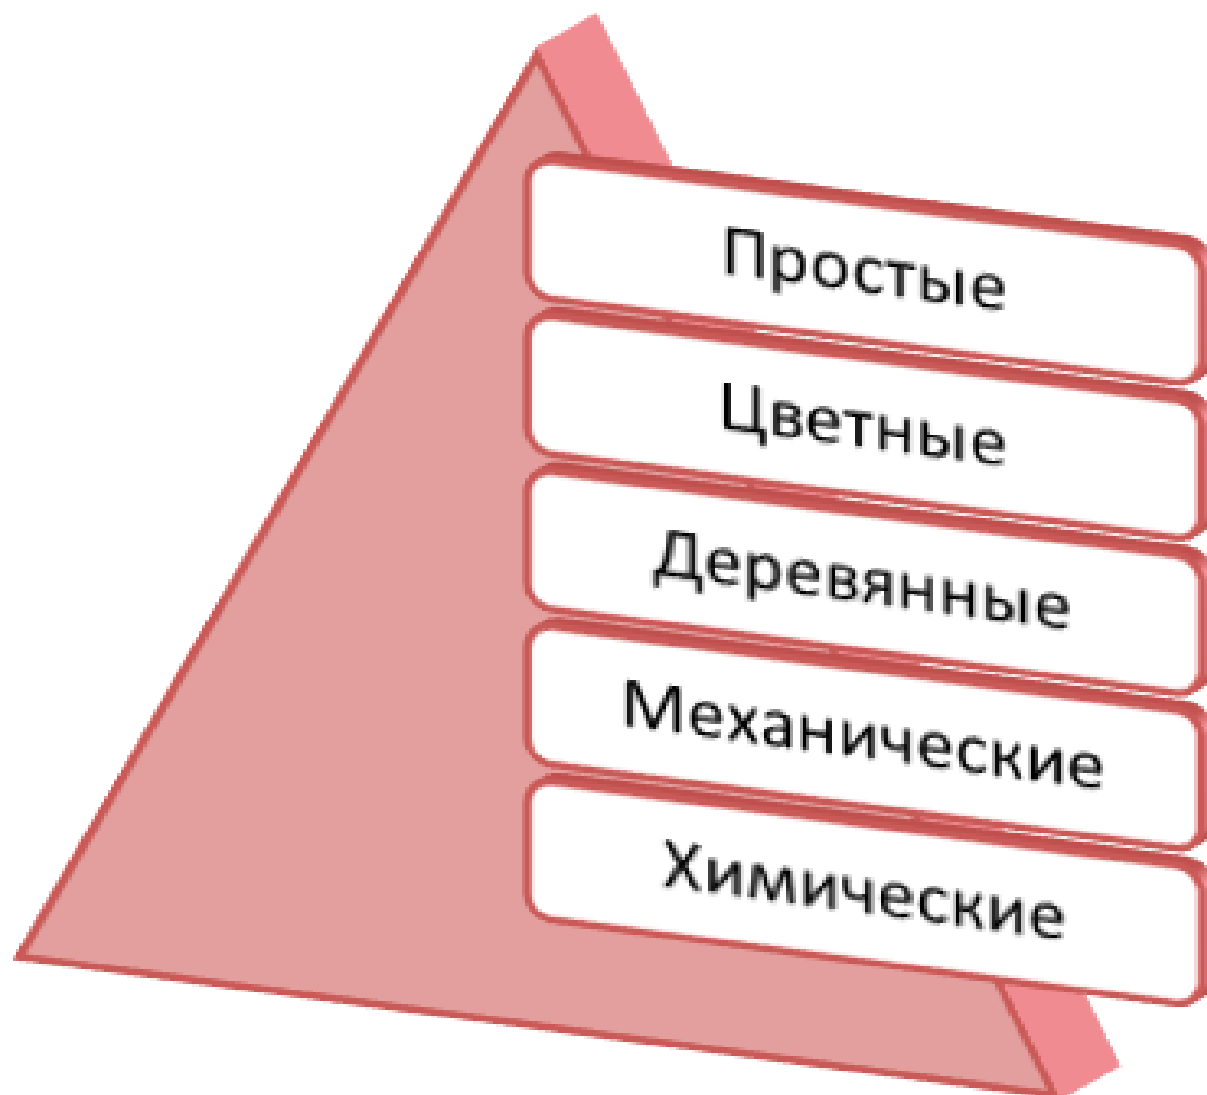 Простые
Цветные
Деревянные
Механические
Химические